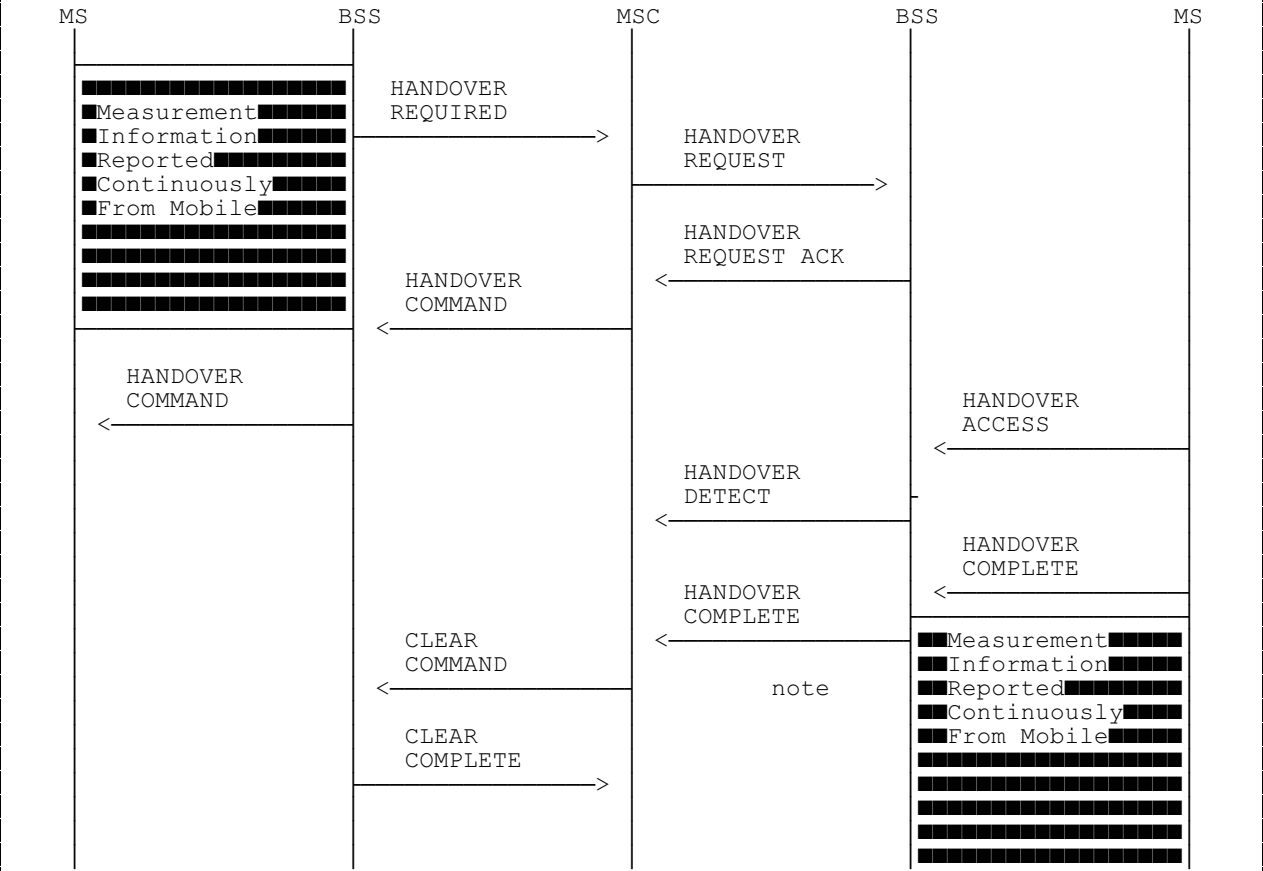 MS BSS MSC BSS MS
HANDOVER
REQUIRED
Measurement
Information
Reported
Continuously
From Mobile
HANDOVER
REQUEST
HANDOVER
REQUEST ACK
HANDOVER
COMMAND
HANDOVER
COMMAND
HANDOVER
ACCESS
HANDOVER
DETECT
HANDOVER
COMPLETE
HANDOVER
COMPLETE
CLEAR
COMMAND
Measurement
Information
Reported
Continuously
From Mobile
note
CLEAR
COMPLETE